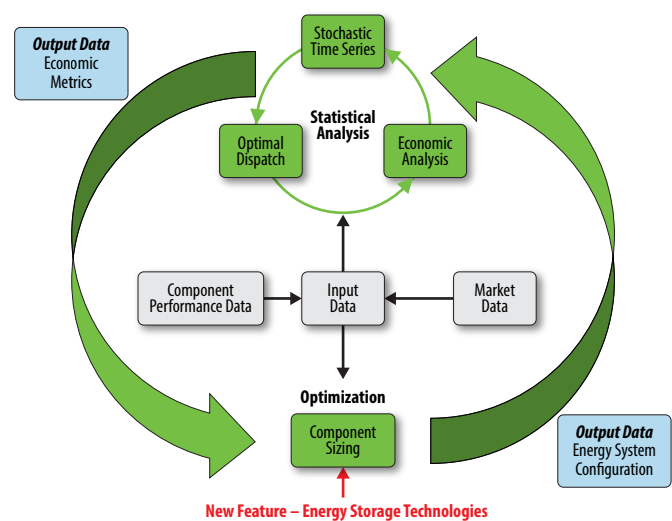 Output Data
Economic
Metrics
Stochastic
Time Series
Statistical
Analysis
Optimal
Dispatch
Economic
Analysis
Component
Performance Data
Input
Data
Market
Data
Optimization
Component
Sizing
Output Data
Energy System
Configuration
New Feature – Energy Storage Technologies